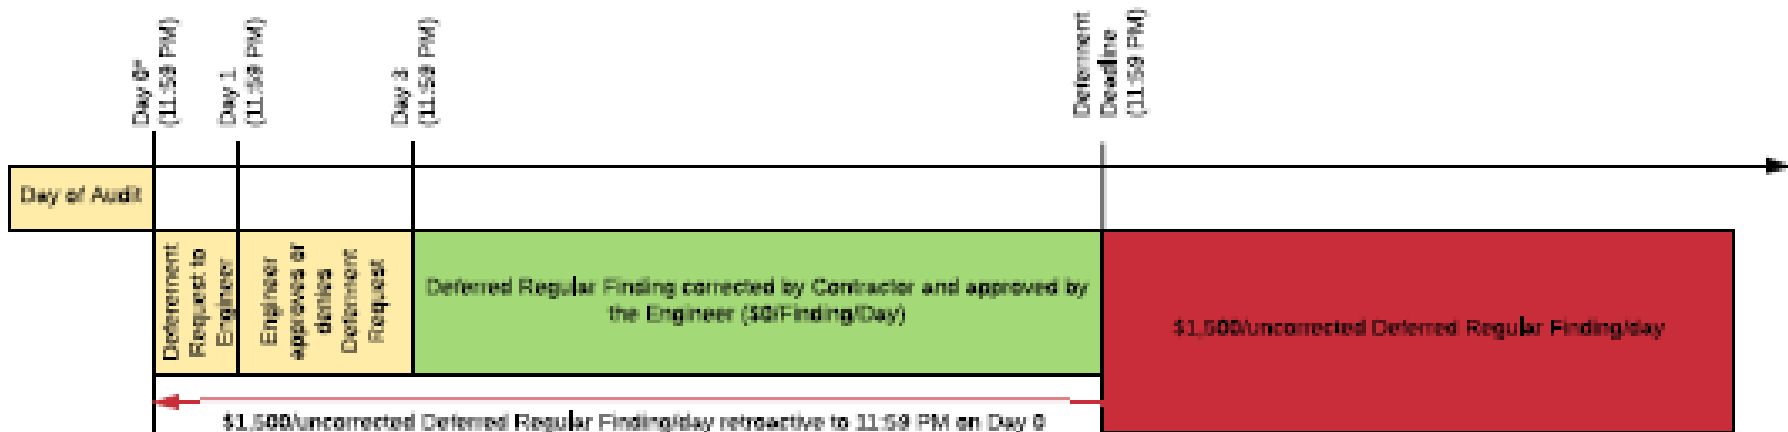 Day 0*
(11:59 PM)
Day 1
(11:59 PM)
Day 3
(11:59 PM)
Deferment
Deadline
(11:59 PM)
Day of Audit
Deferement
Request to
Engineer
Engineer
approves or
denies
Deferment
Request
Deferred Regular Finding corrected by Contractor and approved by
the Engineer ($0/Finding/Day)
$1,500/uncorrected Deferred Regular Finding/day
$1,500/uncorrected Deferred Regular Finding/day retroactive to 11:59 PM on Day 0